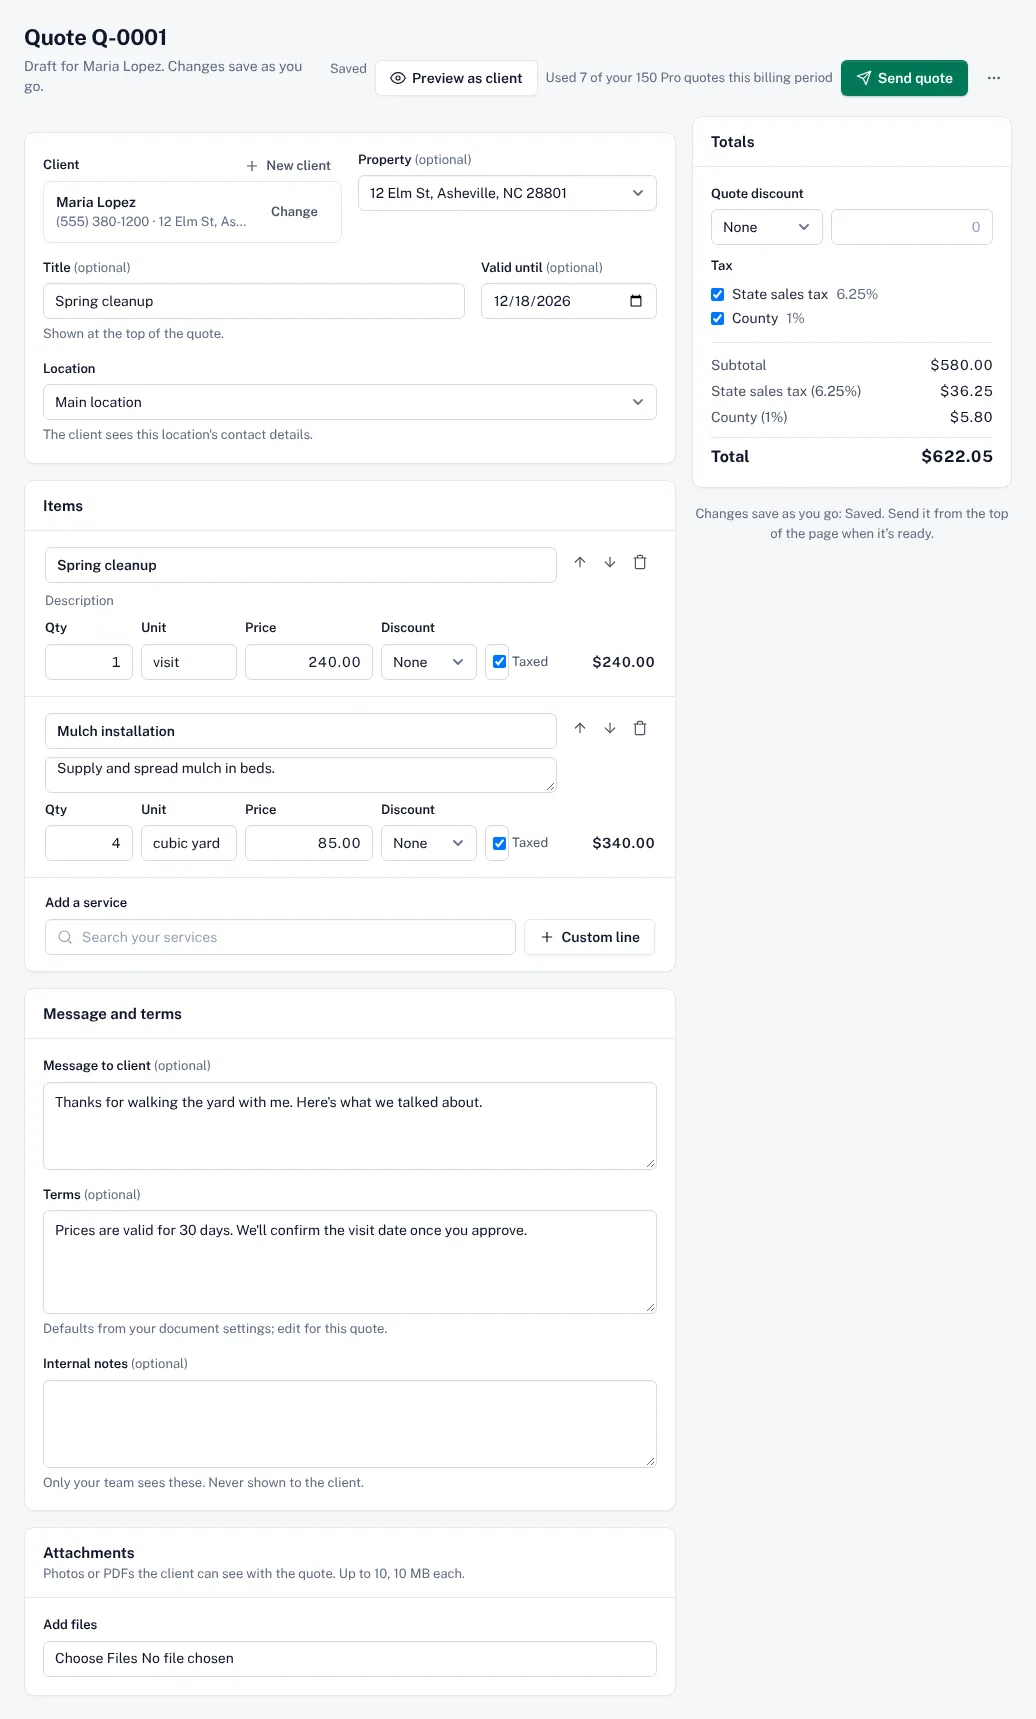 Quote Q-0001
Draft for Maria Lopez. Changes save as you go.
Saved
Preview as client
Used 7 of your 150 Pro quotes this billing period
Send quote
Client
New client
Maria Lopez
(555) 380-1200 · 12 Elm St, As...
Change
Property (optional)
12 Elm St, Asheville, NC 28801
Title (optional)
Spring cleanup
Shown at the top of the quote.
Valid until (optional)
12/18/2026
Location
Main location
The client sees this location's contact details.
Items
Spring cleanup
Description
Qty Unit Price Discount
1 visit 240.00 None Taxed $240.00
Mulch installation
Supply and spread mulch in beds.
Qty Unit Price Discount
4 cubic yard 85.00 None Taxed $340.00
Add a service
Search your services
Custom line
Message and terms
Message to client (optional)
Thanks for walking the yard with me. Here's what we talked about.
Terms (optional)
Prices are valid for 30 days. We'll confirm the visit date once you approve.
Defaults from your document settings; edit for this quote.
Internal notes (optional)
Only your team sees these. Never shown to the client.
Attachments
Photos or PDFs the client can see with the quote. Up to 10, 10 MB each.
Add files
Choose Files No file chosen
Totals
Quote discount
None 0
Tax
State sales tax 6.25%
County 1%
Subtotal $580.00
State sales tax (6.25%) $36.25
County (1%) $5.80
Total $622.05
Changes save as you go: Saved. Send it from the top
of the page when it's ready.